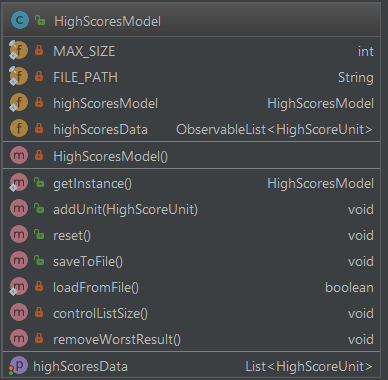 C HighScoresModel
f MAX_SIZE int
f FILE_PATH String
f highScoresModel HighScoresModel
f highScoresData ObservableList<HighScoreUnit>
m HighScoresModel()
m getInstance() HighScoresModel
m addUnit(HighScoreUnit) void
m reset() void
m saveToFile() void
m loadFromFile() boolean
m controlListSize() void
m removeWorstResult() void
p highScoresData List<HighScoreUnit>